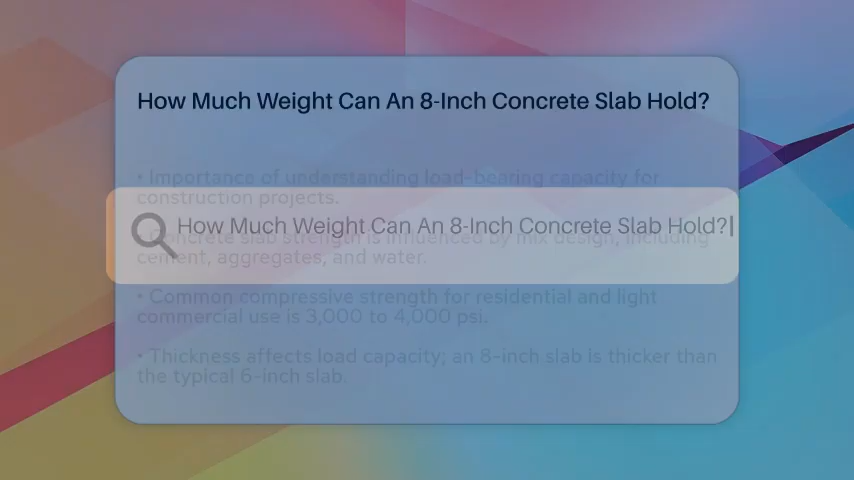 How Much Weight Can An 8-Inch Concrete Slab Hold?
• Importance of understanding load-bearing capacity for
construction projects.
How Much Weight Can An 8-Inch Concrete Slab Hold?
• Concrete slab strength is influenced by mix design, including
cement, aggregates, and water.
• Common compressive strength for residential and light
commercial use is 3,000 to 4,000 psi.
• Thickness affects load capacity; an 8-inch slab is thicker than
the typical 6-inch slab.